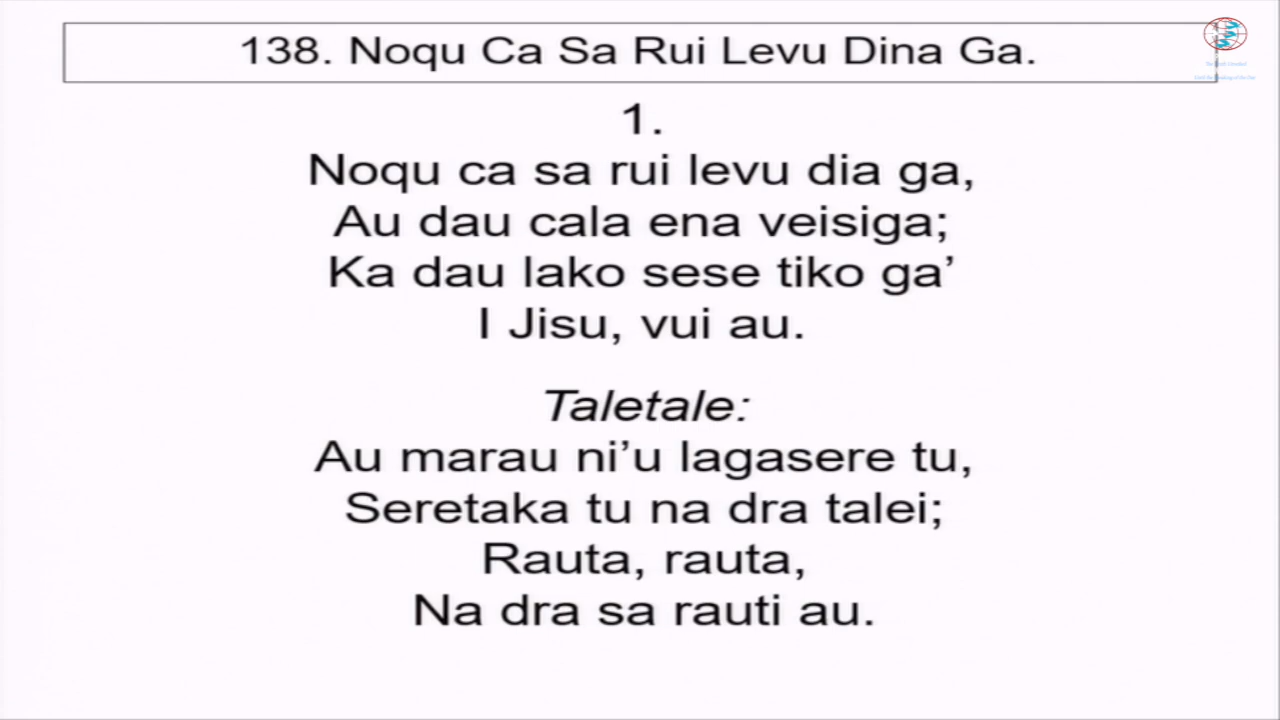 138. Noqu Ca Sa Rui Levu Dina Ga.
1.
Noqu ca sa rui levu dia ga,
Au dau cala ena veisiga;
Ka dau lako sese tiko ga’
I Jisu, vui au.
Taletale:
Au marau ni’u lagasere tu,
Seretaka tu na dra talei;
Rauta, rauta,
Na dra sa rauti au.